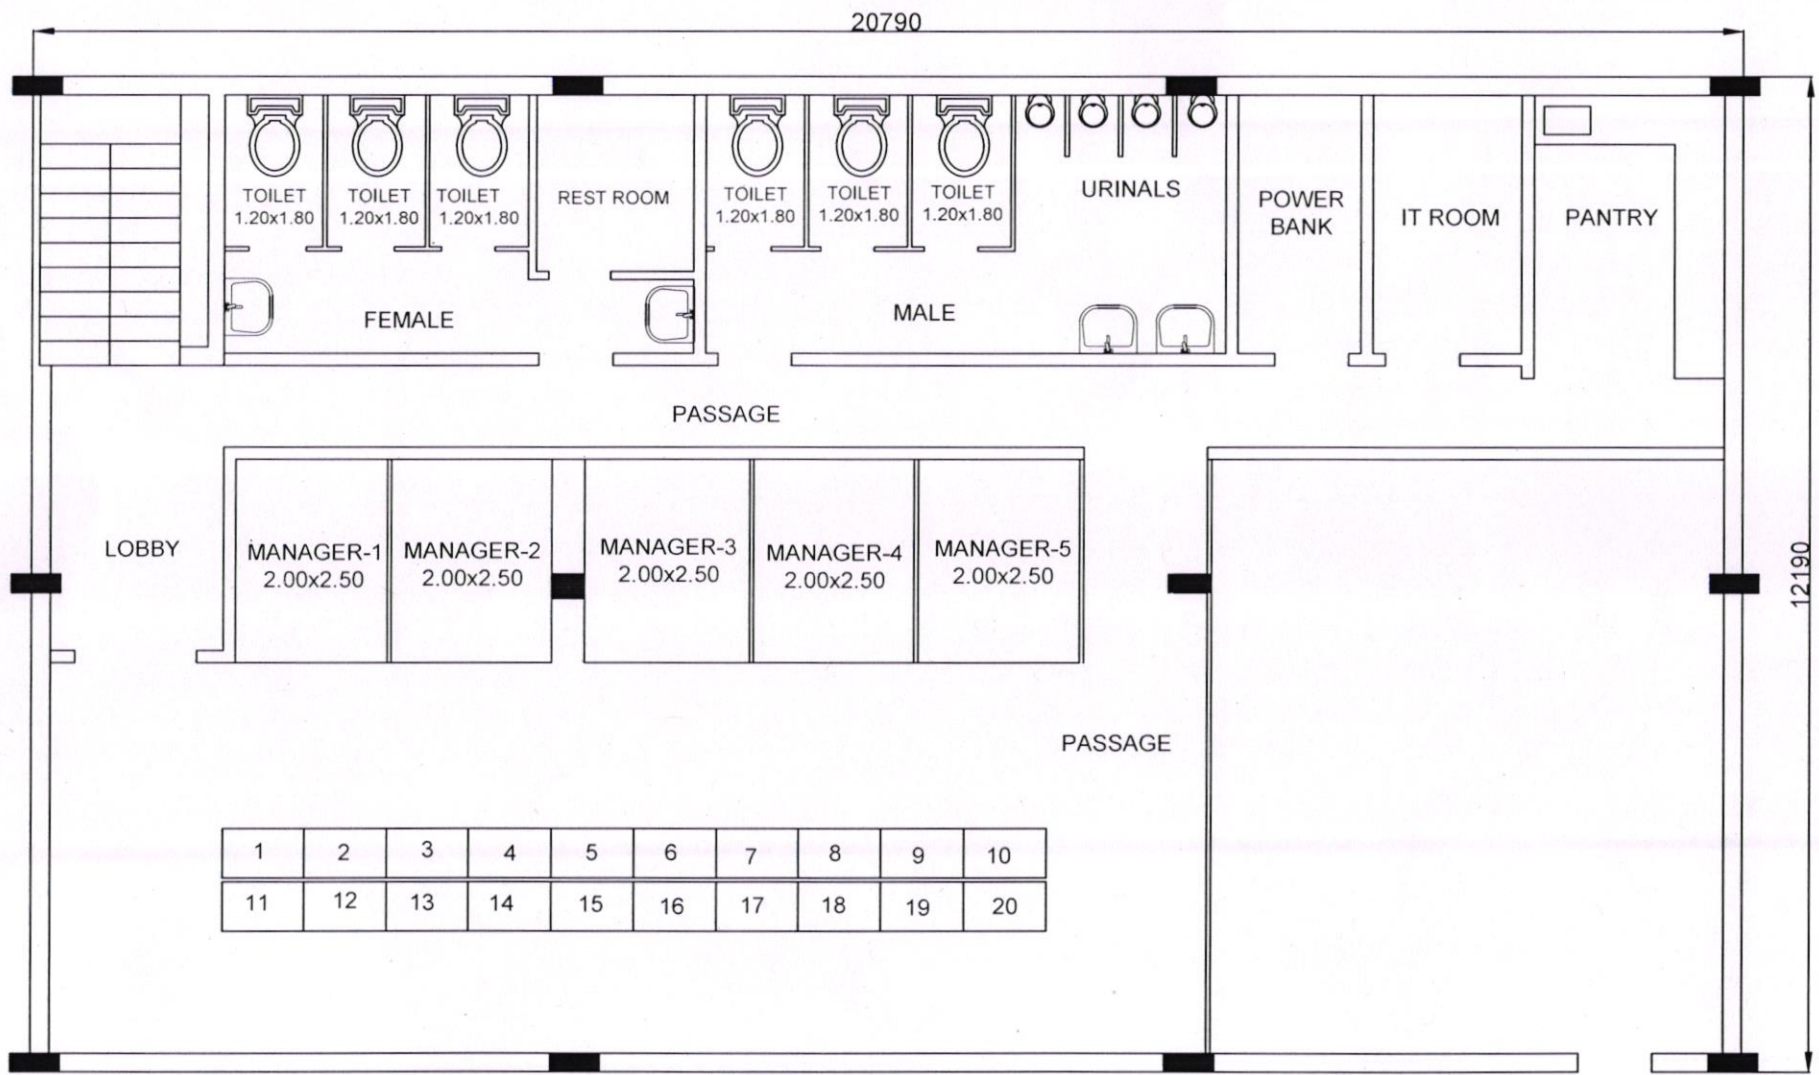 20790
TOILET
1.20x1.80
TOILET
1.20x1.80
TOILET
1.20x1.80
REST ROOM
TOILET
1.20x1.80
TOILET
1.20x1.80
TOILET
1.20x1.80
URINALS
POWER
BANK
IT ROOM
PANTRY
FEMALE
MALE
PASSAGE
LOBBY
MANAGER-1
2.00x2.50
MANAGER-2
2.00x2.50
MANAGER-3
2.00x2.50
MANAGER-4
2.00x2.50
MANAGER-5
2.00x2.50
12190
PASSAGE
1 2 3 4 5 6 7 8 9 10
11 12 13 14 15 16 17 18 19 20